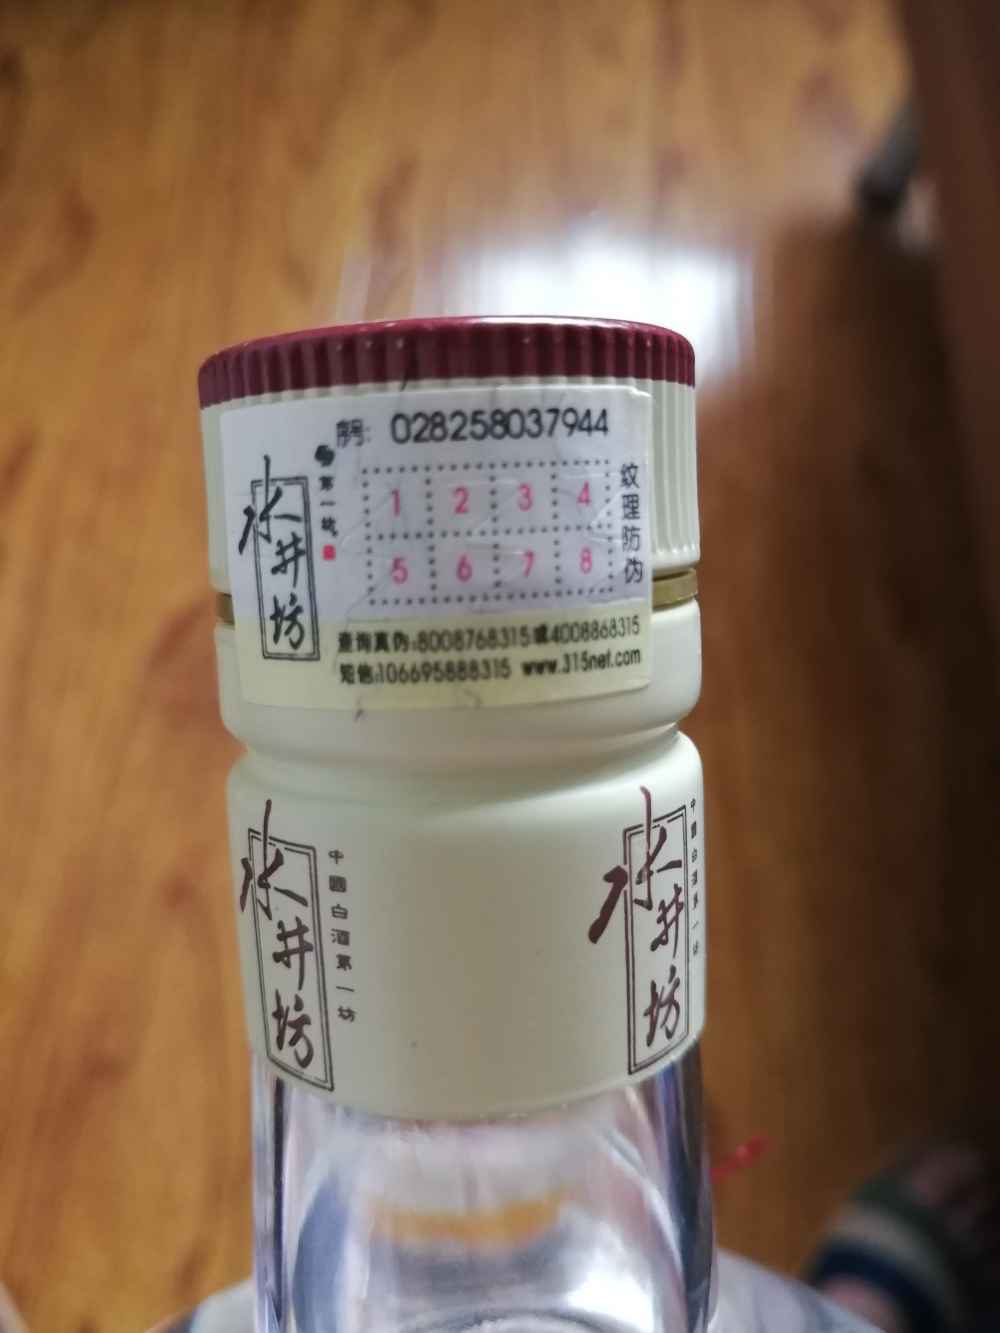 序号: 028258037944
水井坊
第一坊
1 2 3 4
5 6 7 8
纹理防伪
查询真伪:8008768315或4008868315
短信:106695888315 www.315net.com
水井坊
中國白酒第一坊
水井坊
中國白酒第一坊